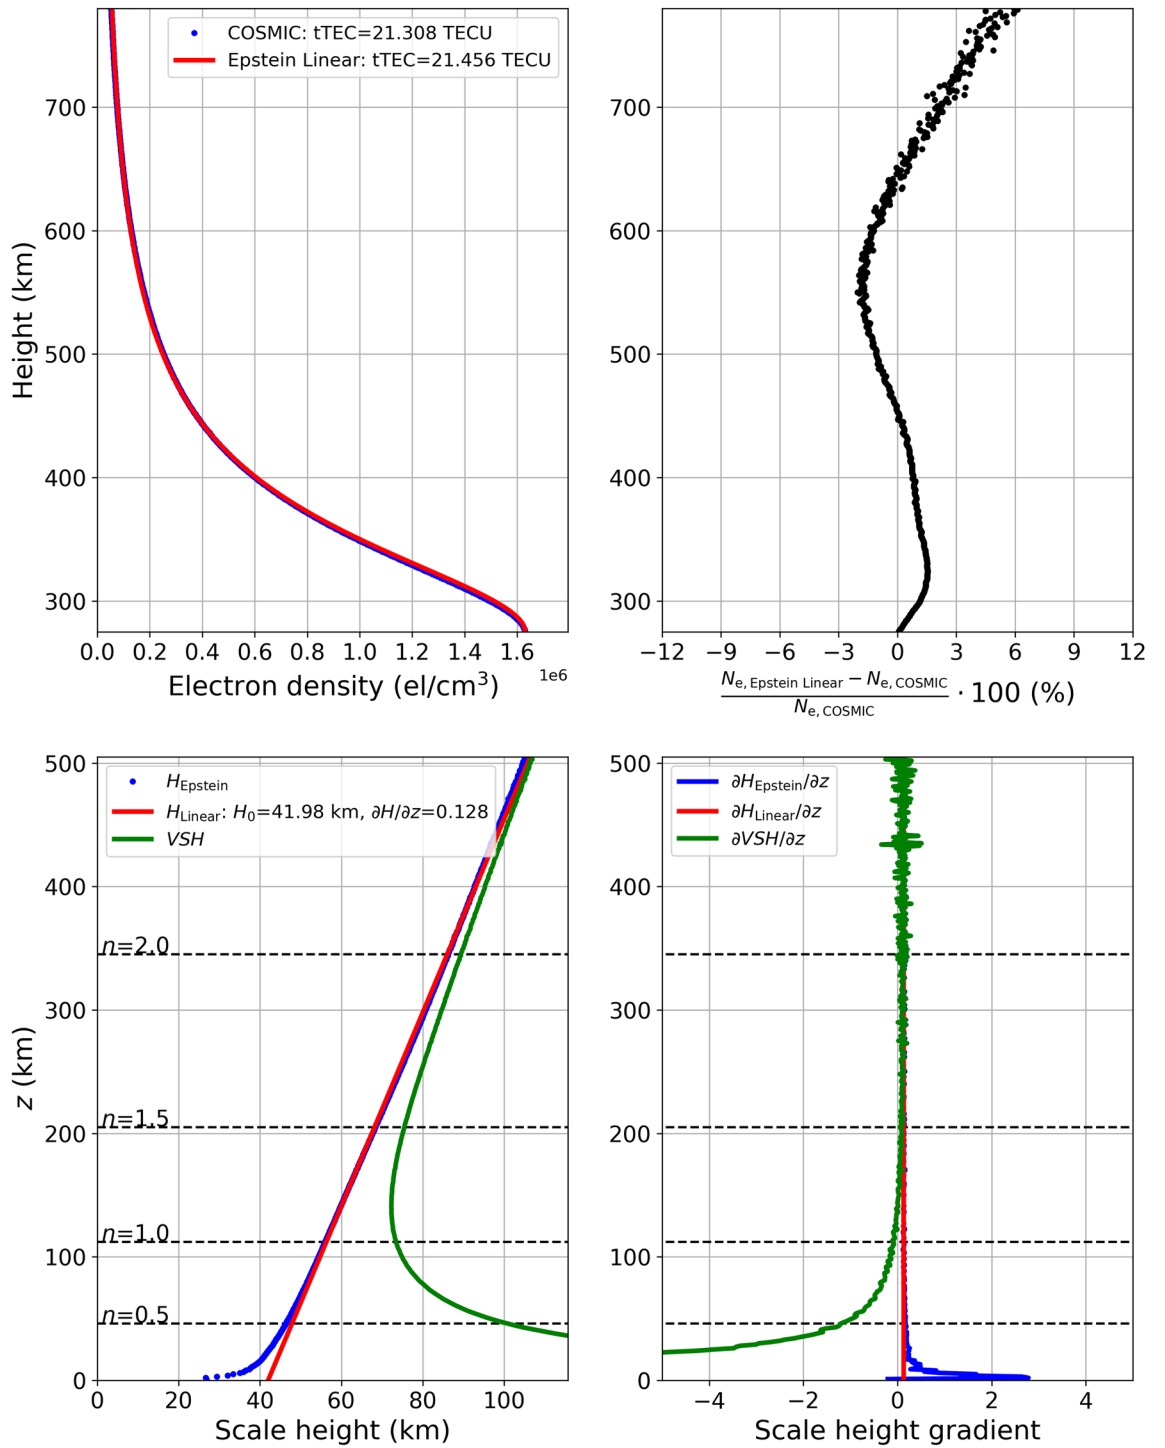 COSMIC: tTEC=21.308 TECU
Epstein Linear: tTEC=21.456 TECU
700
600
500
400
300
Height (km)
0.0 0.2 0.4 0.6 0.8 1.0 1.2 1.4 1.6
1e6
Electron density (el/cm³)
700
600
500
400
300
−12 −9 −6 −3 0 3 6 9 12
N_e, Epstein Linear − N_e, COSMIC
N_e, COSMIC
· 100 (%)
500
400
300
200
100
0
z (km)
H_Epstein
H_Linear: H_0=41.98 km, ∂H/∂z=0.128
VSH
n=2.0
n=1.5
n=1.0
n=0.5
0 20 40 60 80 100
Scale height (km)
500
400
300
200
100
0
∂H_Epstein/∂z
∂H_Linear/∂z
∂VSH/∂z
−4 −2 0 2 4
Scale height gradient